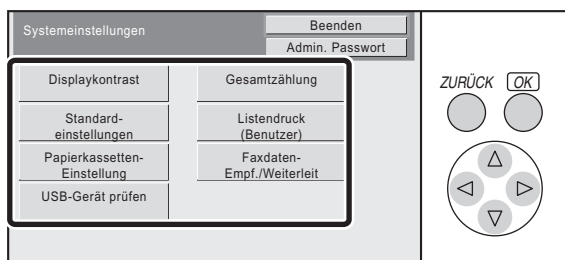 Systemeinstellungen
Beenden
Admin. Passwort
Displaykontrast
Gesamtzählung
Standard-
einstellungen
Listendruck
(Benutzer)
Papierkassetten-
Einstellung
Faxdaten-
Empf./Weiterleit
USB-Gerät prüfen
ZURÜCK
OK